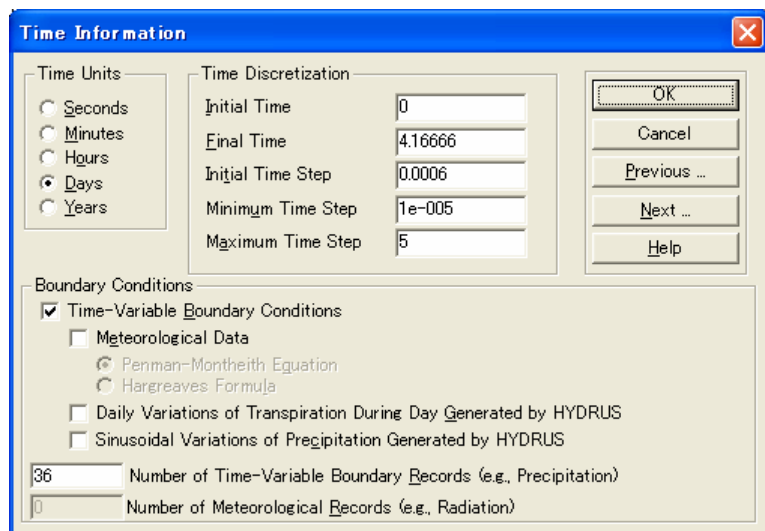 Time Information
Time Units
Seconds
Minutes
Hours
Days
Years
Time Discretization
Initial Time 0
Final Time 4.16666
Initial Time Step 0.0006
Minimum Time Step 1e-005
Maximum Time Step 5
OK
Cancel
Previous ...
Next ...
Help
Boundary Conditions
Time-Variable Boundary Conditions
Meteorological Data
Penman-Montheith Equation
Hargreaves Formula
Daily Variations of Transpiration During Day Generated by HYDRUS
Sinusoidal Variations of Precipitation Generated by HYDRUS
36 Number of Time-Variable Boundary Records (e.g., Precipitation)
0 Number of Meteorological Records (e.g., Radiation)